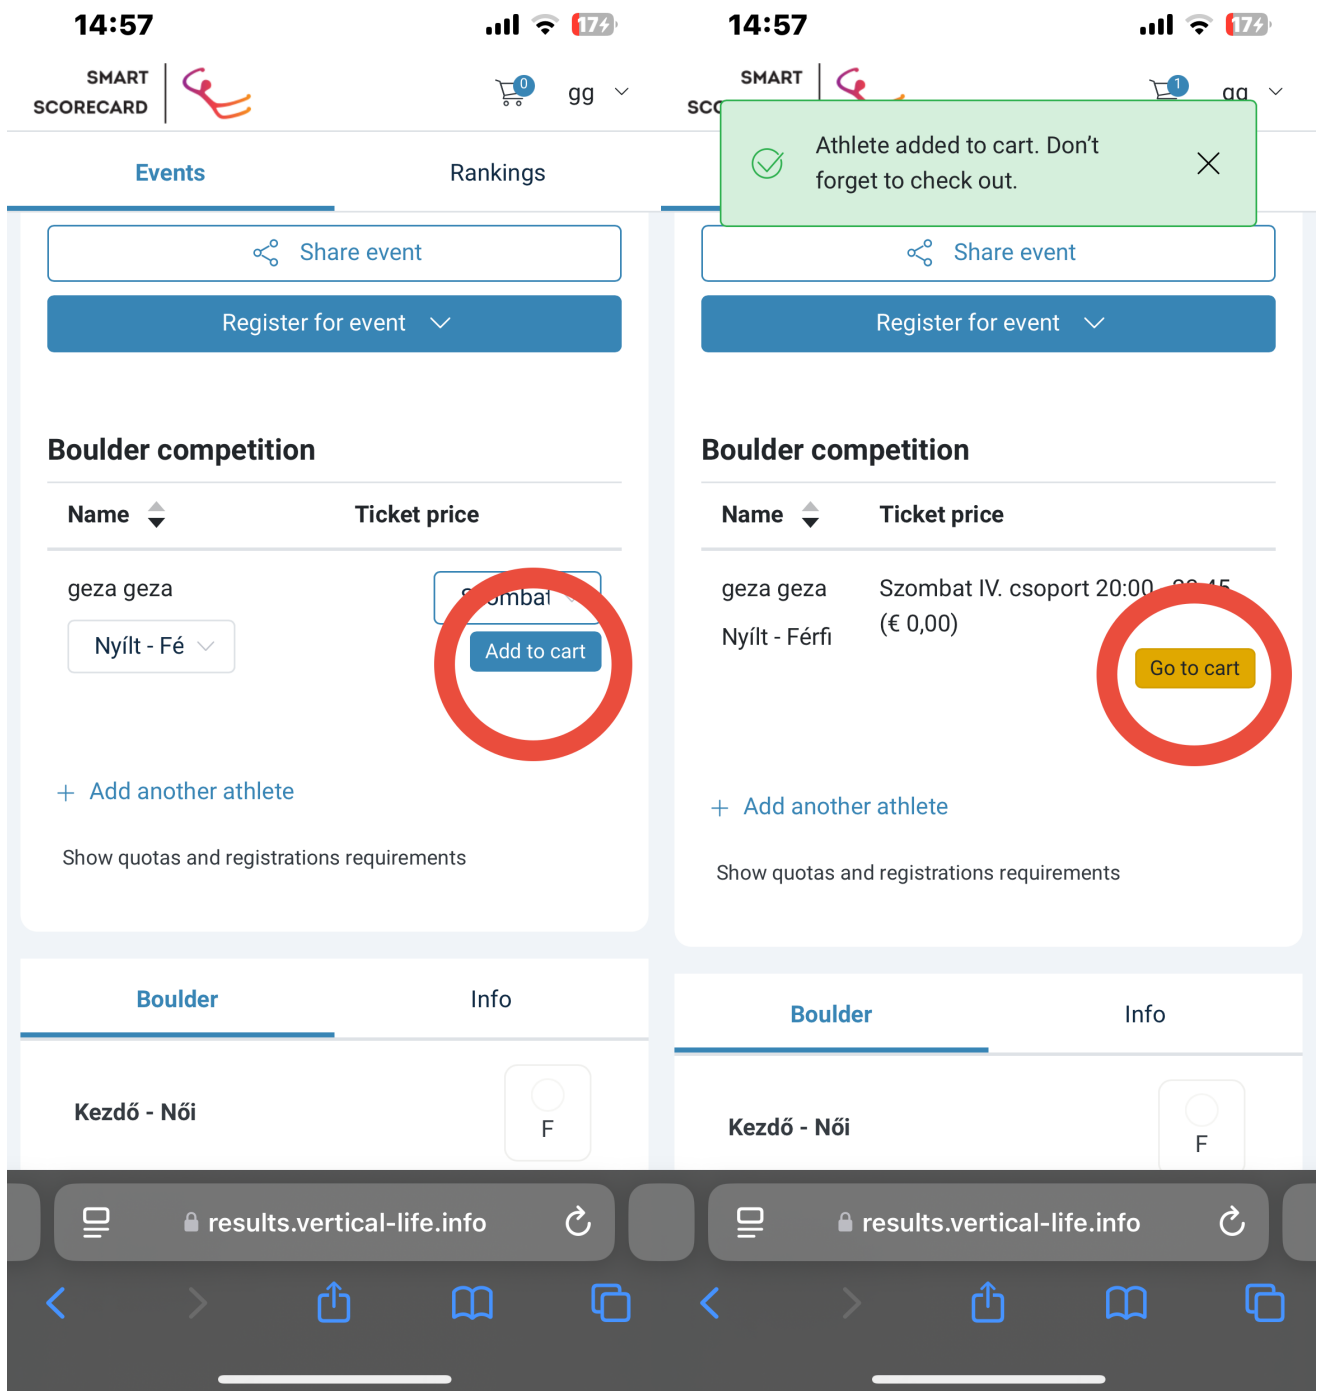 14:57
17
SMART
SCORECARD
0
gg
Events
Rankings
Share event
Register for event
Boulder competition
Name
Ticket price
geza geza
Nyílt - Fé
Add to cart
+ Add another athlete
Show quotas and registrations requirements
Boulder
Info
Kezdő - Női
F
results.vertical-life.info
14:57
17
SMART
1
Athlete added to cart. Don't
forget to check out.
Share event
Register for event
Boulder competition
Name
Ticket price
geza geza
Szombat IV. csoport 20:00
(€ 0,00)
Nyílt - Férfi
Go to cart
+ Add another athlete
Show quotas and registrations requirements
Boulder
Info
Kezdő - Női
F
results.vertical-life.info